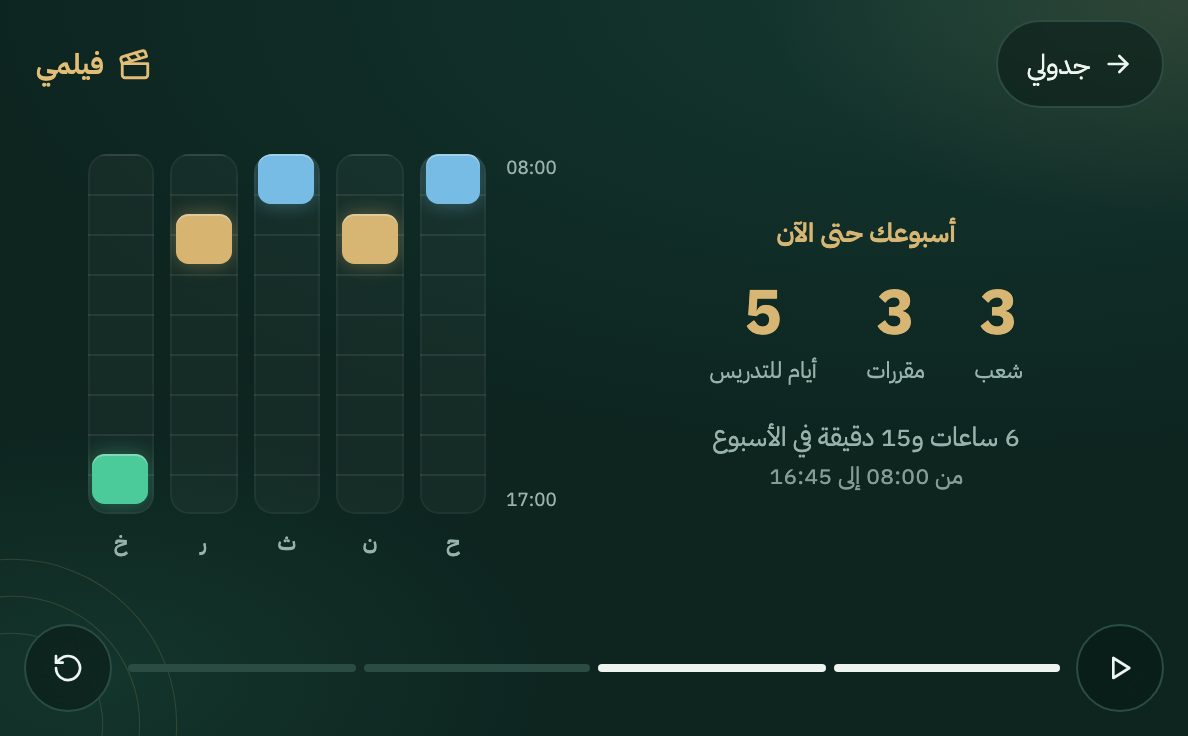 جدولي
فيلمي
أسبوعك حتى الآن
3 3 5
شعب مقررات أيام للتدريس
6 ساعات و15 دقيقة في الأسبوع
من 08:00 إلى 16:45
08:00
17:00
ح ن ث ر خ